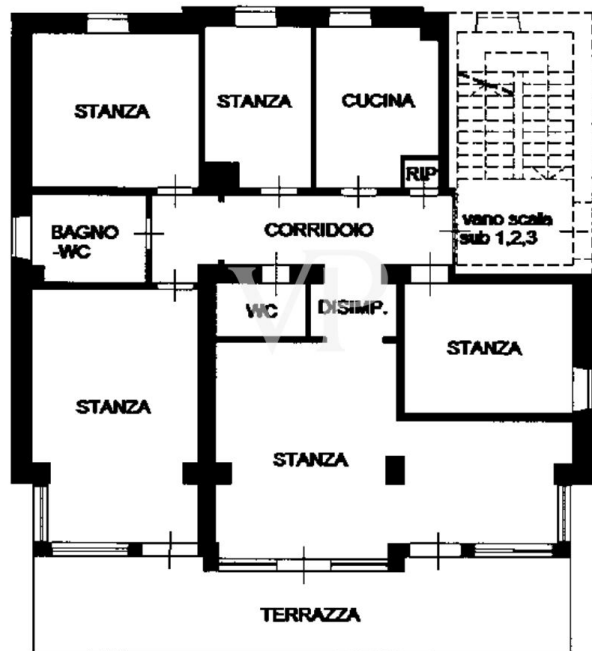 STANZA
STANZA
CUCINA
RIP
BAGNO
-WC
CORRIDOIO
vano scala
sub 1,2,3
WC
DISIMP.
VP
STANZA
STANZA
STANZA
TERRAZZA